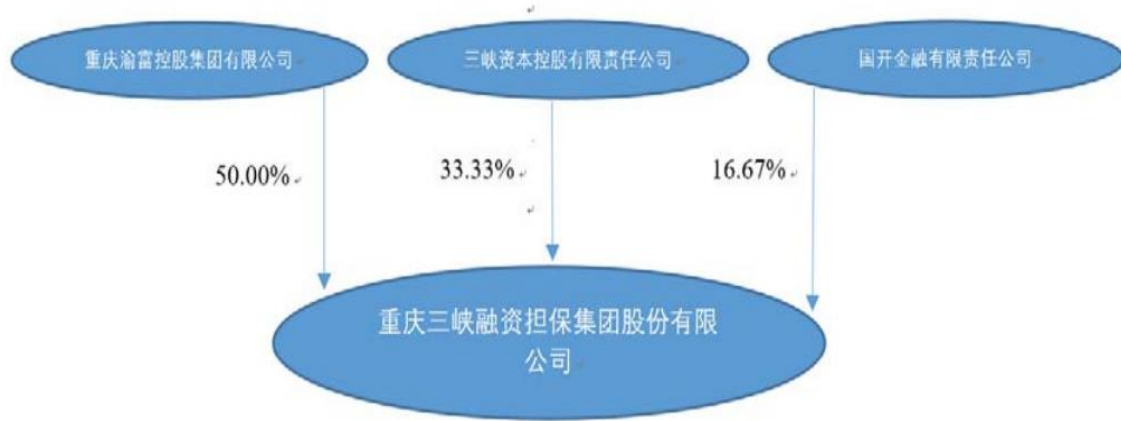 重庆渝富控股集团有限公司
三峡资本控股有限责任公司
国开金融有限责任公司
50.00%
33.33%
16.67%
重庆三峡融资担保集团股份有限
公司